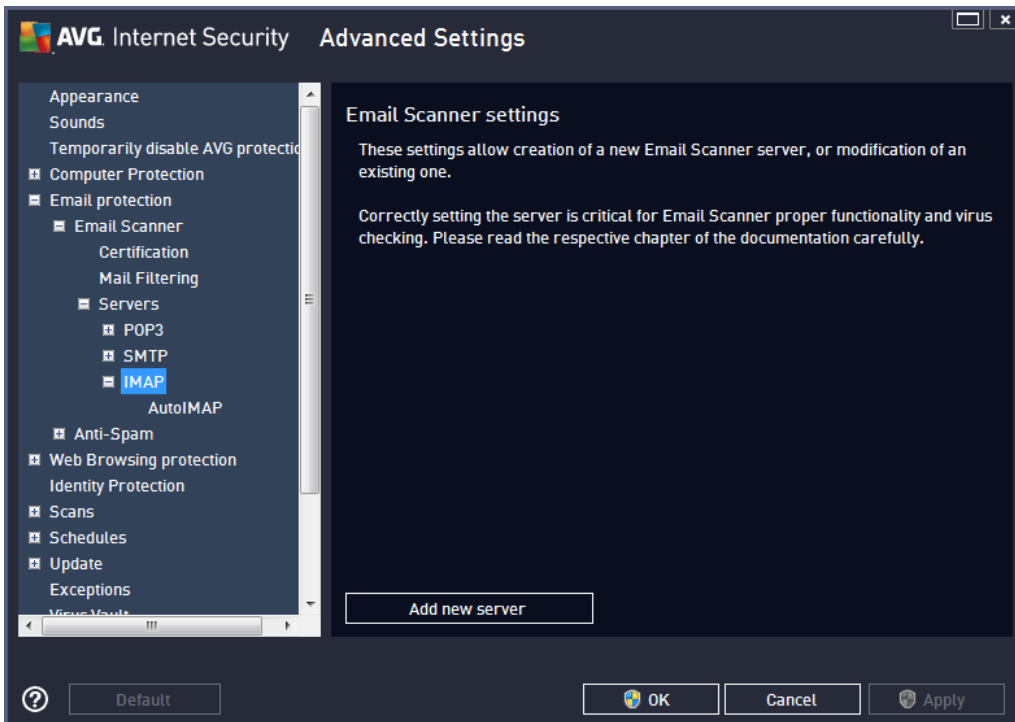 AVG. Internet Security Advanced Settings
Appearance
Sounds
Temporarily disable AVG protectio
Computer Protection
Email protection
Email Scanner
Certification
Mail Filtering
Servers
POP3
SMTP
IMAP
AutoIMAP
Anti-Spam
Web Browsing protection
Identity Protection
Scans
Schedules
Update
Exceptions
Virus Vault
Email Scanner settings
These settings allow creation of a new Email Scanner server, or modification of an
existing one.
Correctly setting the server is critical for Email Scanner proper functionality and virus
checking. Please read the respective chapter of the documentation carefully.
Add new server
Default
OK
Cancel
Apply